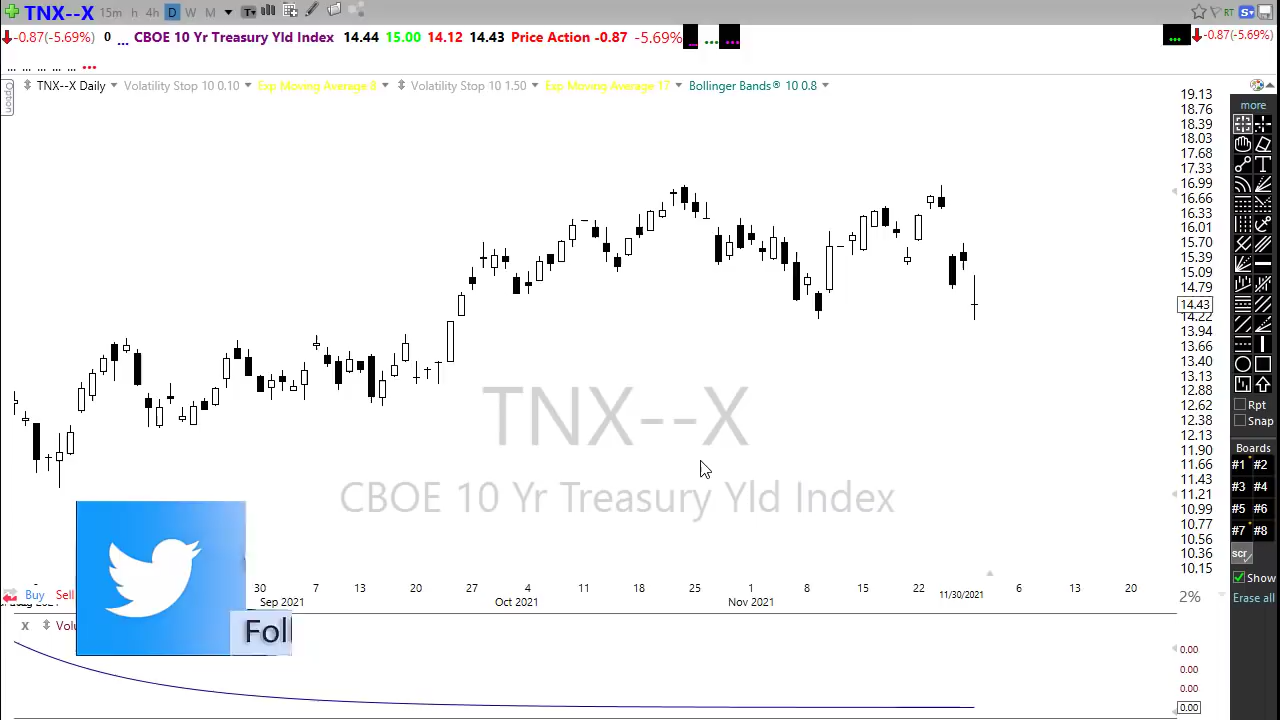 TNX--X 15m h 4h D W M T
-0.87(-5.69%) 0 ... CBOE 10 Yr Treasury Yld Index 14.44 15.00 14.12 14.43 Price Action -0.87 -5.69% ... ... ... ... -0.87(-5.69%)
RT S
... ... ... ... ...
TNX--X Daily Volatility Stop 10 0.10 Exp Moving Average 8 Volatility Stop 10 1.50 Exp Moving Average 17 Bollinger Bands® 10 0.8
Option
19.13
18.76
18.39
18.03
17.68
17.33
16.99
16.66
16.33
16.01
15.70
15.39
15.09
14.79
14.43
14.22
13.94
13.66
13.40
13.13
12.88
12.62
12.38
12.13
11.90
11.66
11.43
11.21
10.99
10.77
10.56
10.36
10.15
more
T
Rpt
Snap
Boards
#1 #2
#3 #4
#5 #6
#7 #8
scr
Show
Erase all
TNX--X
CBOE 10 Yr Treasury Yld Index
30 7 13 20 27 4 11 18 25 1 8 15 22 11/30/2021 6 13 20
Buy Sell
2021 Sep 2021 Oct 2021 Nov 2021
2%
X Volu
Foll
0.00
0.00
0.00
0.00